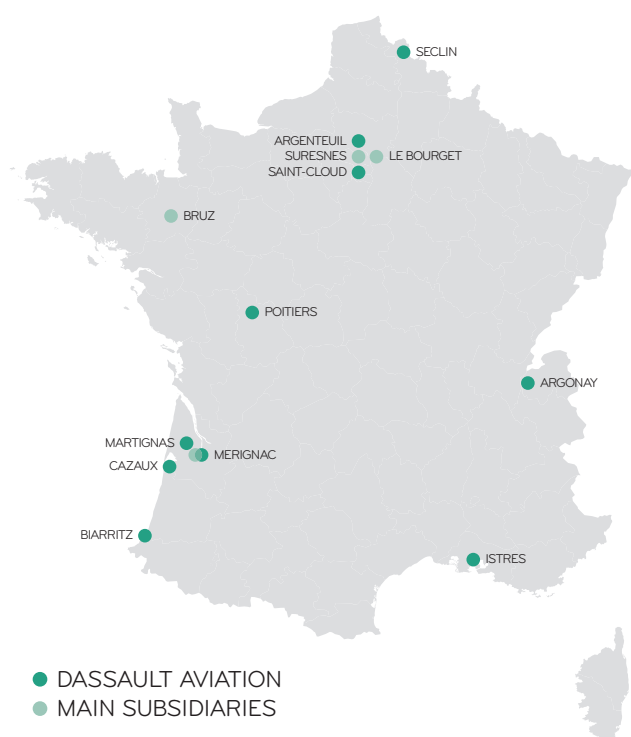 SECLIN
ARGENTEUIL
SURESNES
LE BOURGET
SAINT-CLOUD
BRUZ
POITIERS
ARGONAY
MARTIGNAS
MERIGNAC
CAZAUX
BIARRITZ
ISTRES
DASSAULT AVIATION
MAIN SUBSIDIARIES